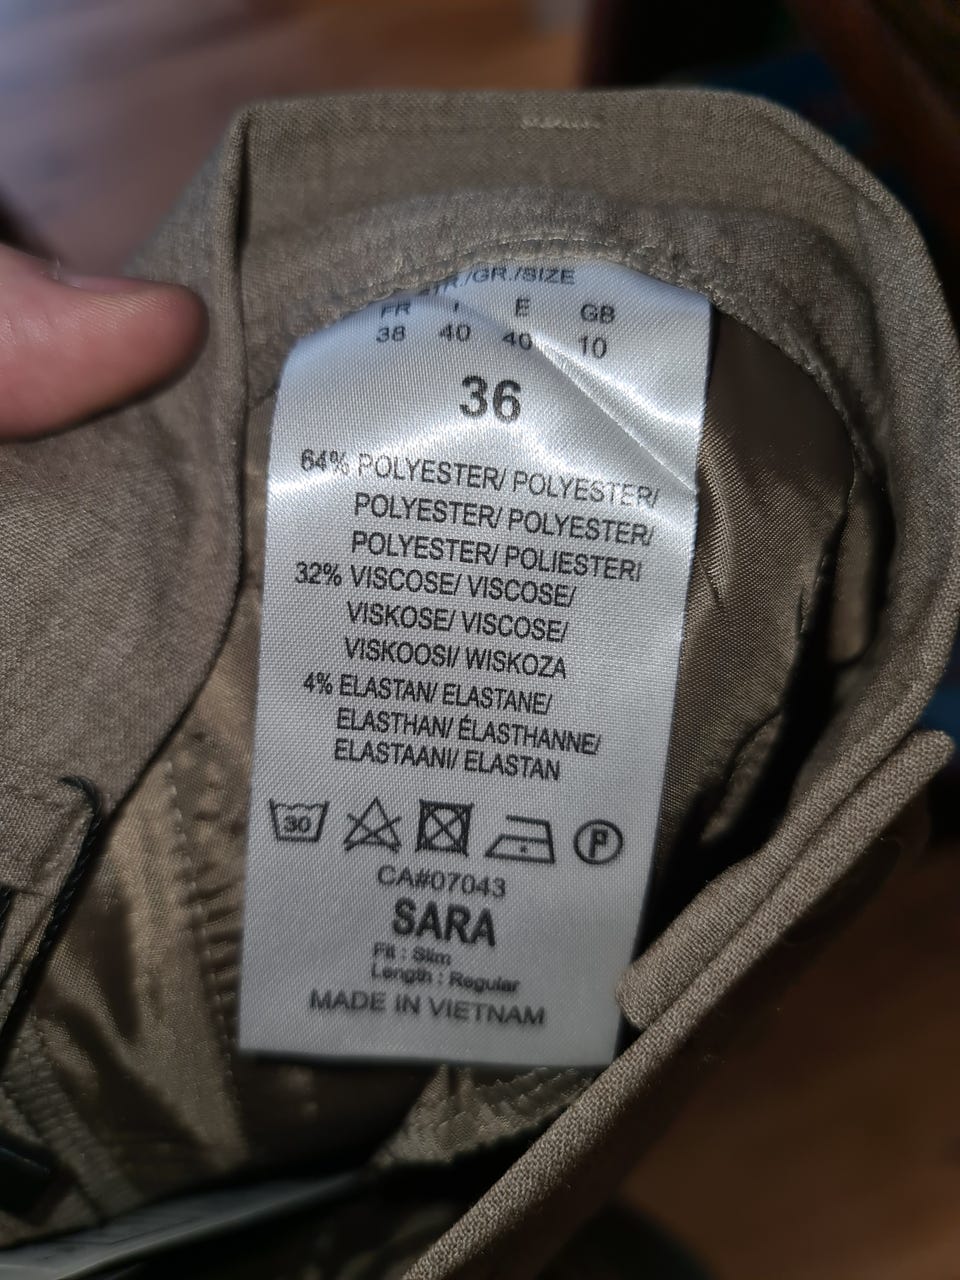 /GR./SIZE
FR I E GB
38 40 40 10
36
64% POLYESTER/ POLYESTER/
POLYESTER/ POLYESTER/
POLYESTER/ POLIESTERI
32% VISCOSE/ VISCOSE/
VISKOSE/ VISCOSE/
VISKOOSI/ WISKOZA
4% ELASTAN/ ELASTANE/
ELASTHAN/ ÉLASTHANNE/
ELASTAANI/ ELASTAN
30 P
CA#07043
SARA
Fit : Slim
Length : Regular
MADE IN VIETNAM